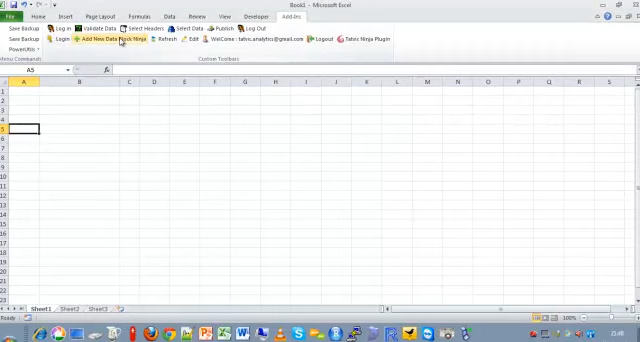 Book1 - Microsoft Excel
File Home Insert Page Layout Formulas Data Review View Developer Add-Ins
Save Backup Log in Validate Data Select Headers Select Data Publish Log Out
Save Backup Login Add New Data Block Ninja Refresh Edit WelCome : tatvic.analytics@gmail.com Logout Tatvic Ninja Plugin
PowerUtils
Menu Commands Custom Toolbars
A5 fx
A B C D E F G H I J K L M N O P Q R S
1
2
3
4
5
6
7
8
9
10
11
12
13
14
15
16
17
18
19
20
21
22
23
Sheet1 Sheet2 Sheet3
Ready 100%